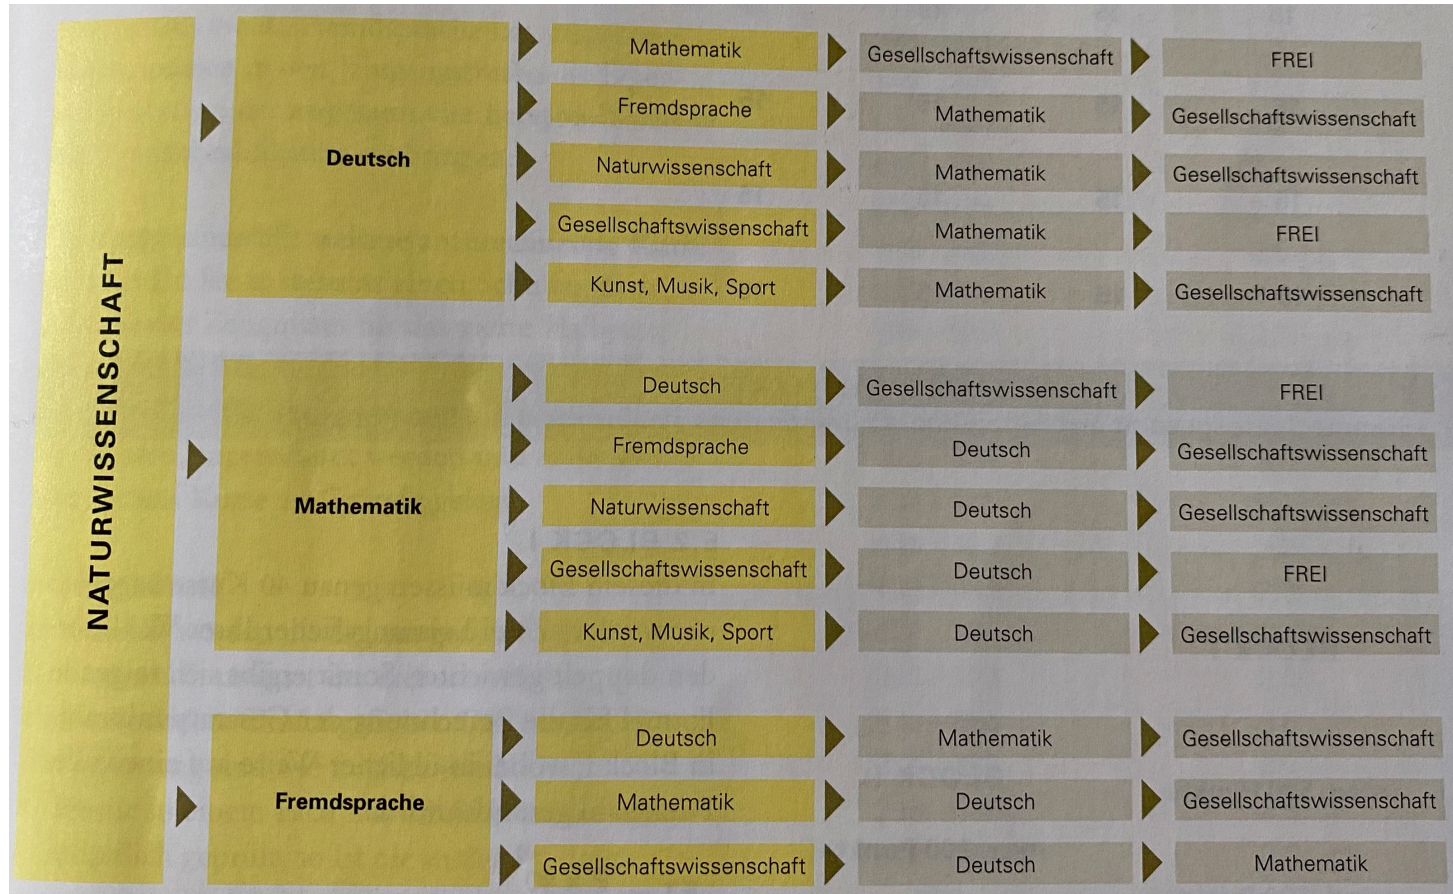 NATURWISSENSCHAFT
Deutsch
Mathematik Gesellschaftswissenschaft FREI
Fremdsprache Mathematik Gesellschaftswissenschaft
Naturwissenschaft Mathematik Gesellschaftswissenschaft
Gesellschaftswissenschaft Mathematik FREI
Kunst, Musik, Sport Mathematik Gesellschaftswissenschaft
Mathematik
Deutsch Gesellschaftswissenschaft FREI
Fremdsprache Deutsch Gesellschaftswissenschaft
Naturwissenschaft Deutsch Gesellschaftswissenschaft
Gesellschaftswissenschaft Deutsch FREI
Kunst, Musik, Sport Deutsch Gesellschaftswissenschaft
Fremdsprache
Deutsch Mathematik Gesellschaftswissenschaft
Mathematik Deutsch Gesellschaftswissenschaft
Gesellschaftswissenschaft Deutsch Mathematik